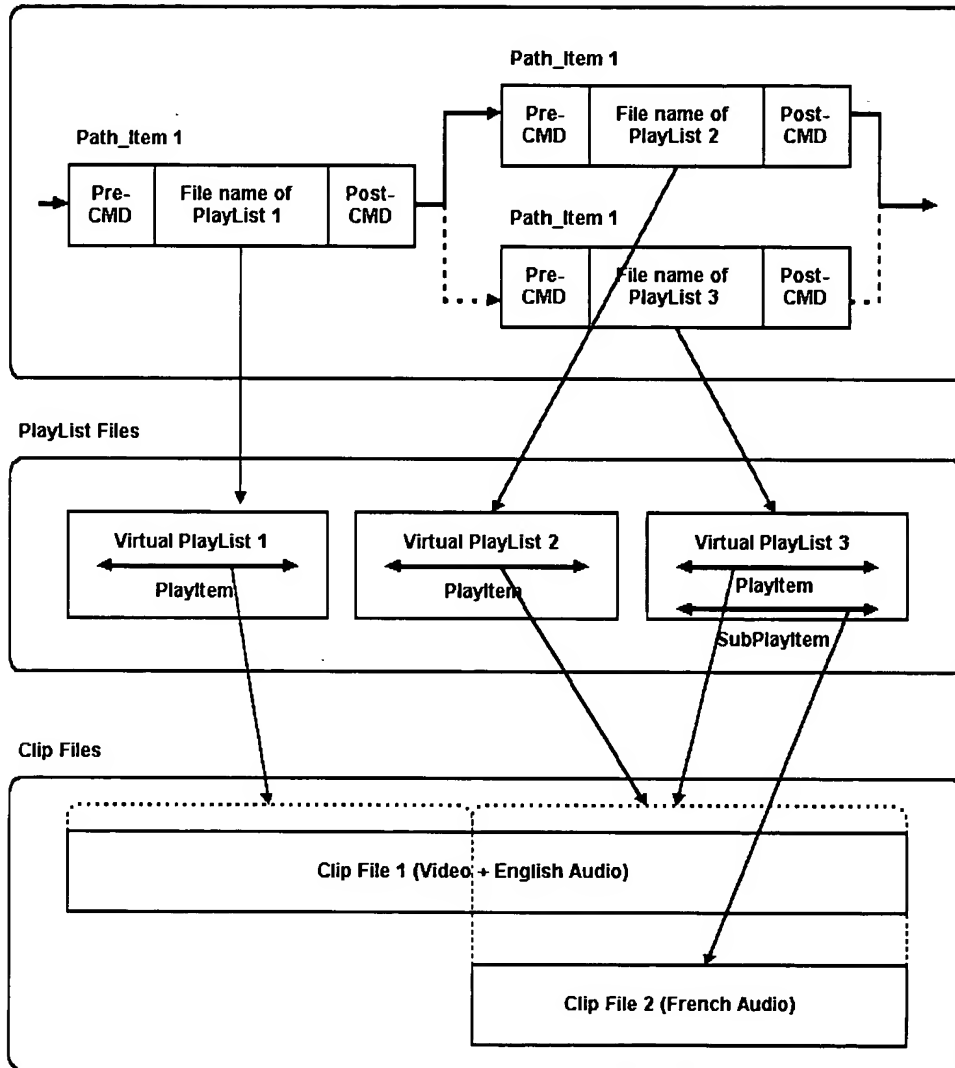 Path_Item 1
Pre-
CMD
File name of
PlayList 2
Post-
CMD
Path_Item 1
Pre-
CMD
File name of
PlayList 1
Post-
CMD
Path_Item 1
Pre-
CMD
File name of
PlayList 3
Post-
CMD
PlayList Files
Virtual PlayList 1
PlayItem
Virtual PlayList 2
PlayItem
Virtual PlayList 3
PlayItem
SubPlayItem
Clip Files
Clip File 1 (Video + English Audio)
Clip File 2 (French Audio)